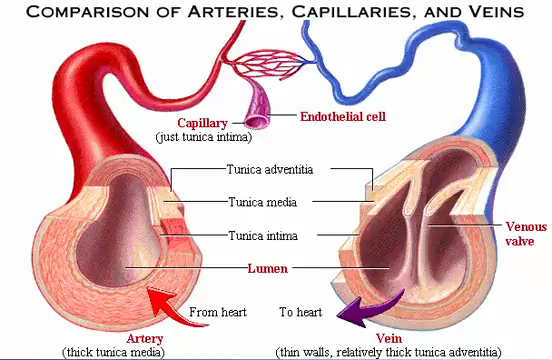 COMPARISON OF ARTERIES, CAPILLARIES, AND VEINS
Capillary
(just tunica intima)
Endothelial cell
Tunica adventitia
Tunica media
Tunica intima
Venous
valve
Lumen
From heart
To heart
Artery
(thick tunica media)
Vein
(thin walls, relatively thick tunica adventitia)